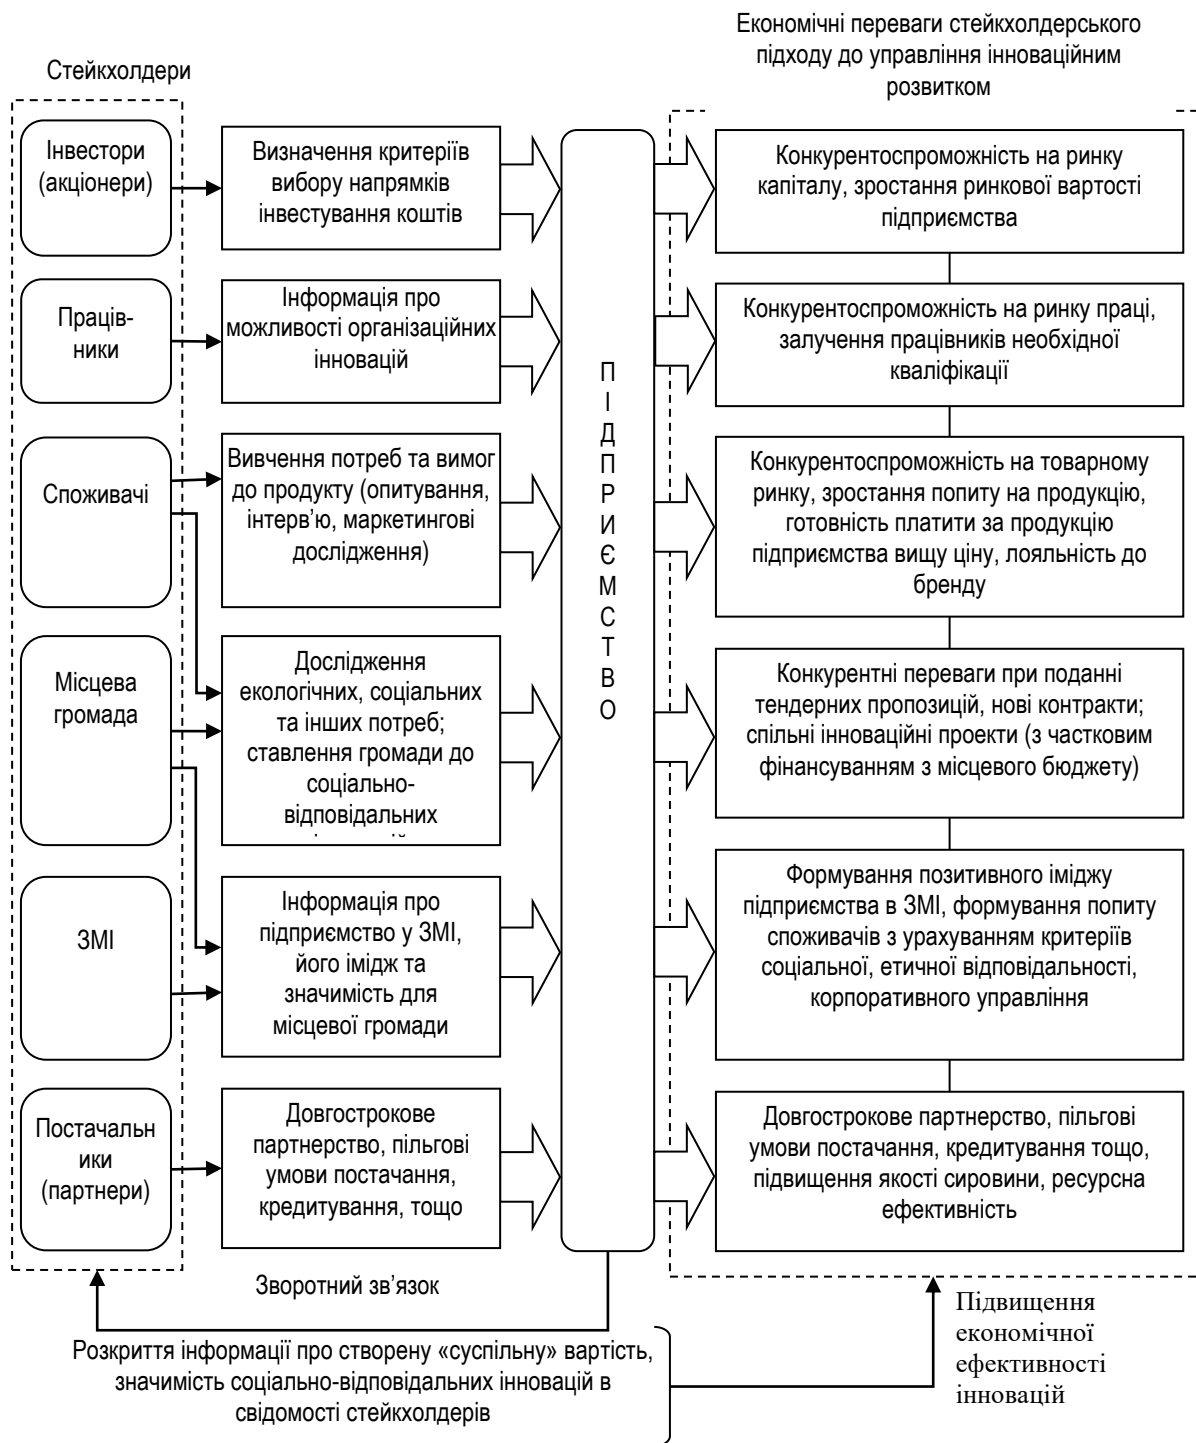 Економічні переваги стейкхолдерського
підходу до управління інноваційним
розвитком
Стейкхолдери
Інвестори
(акціонери)
Визначення критеріїв
вибору напрямків
інвестування коштів
Конкурентоспроможність на ринку
капіталу, зростання ринкової вартості
підприємства
Праців-
ники
Інформація про
можливості організаційних
інновацій
Конкурентоспроможність на ринку праці,
залучення працівників необхідної
кваліфікації
Споживачі
Вивчення потреб та вимог
до продукту (опитування,
інтерв’ю, маркетингові
дослідження)
П
І
Д
П
Р
И
Є
М
С
Т
В
О
Конкурентоспроможність на товарному
ринку, зростання попиту на продукцію,
готовність платити за продукцію
підприємства вищу ціну, лояльність до
бренду
Місцева
громада
Дослідження
екологічних, соціальних
та інших потреб;
ставлення громади до
соціально-
відповідальних
Конкурентні переваги при поданні
тендерних пропозицій, нові контракти;
спільні інноваційні проекти (з частковим
фінансуванням з місцевого бюджету)
ЗМІ
Інформація про
підприємство у ЗМІ,
його імідж та
значимість для
місцевої громади
Формування позитивного іміджу
підприємства в ЗМІ, формування попиту
споживачів з урахуванням критеріїв
соціальної, етичної відповідальності,
корпоративного управління
Постачальн
ики
(партнери)
Довгострокове
партнерство, пільгові
умови постачання,
кредитування, тощо
Довгострокове партнерство, пільгові
умови постачання, кредитування тощо,
підвищення якості сировини, ресурсна
ефективність
Зворотний зв’язок
Розкриття інформації про створену «суспільну» вартість,
значимість соціально-відповідальних інновацій в
свідомості стейкхолдерів
Підвищення
економічної
ефективності
інновацій